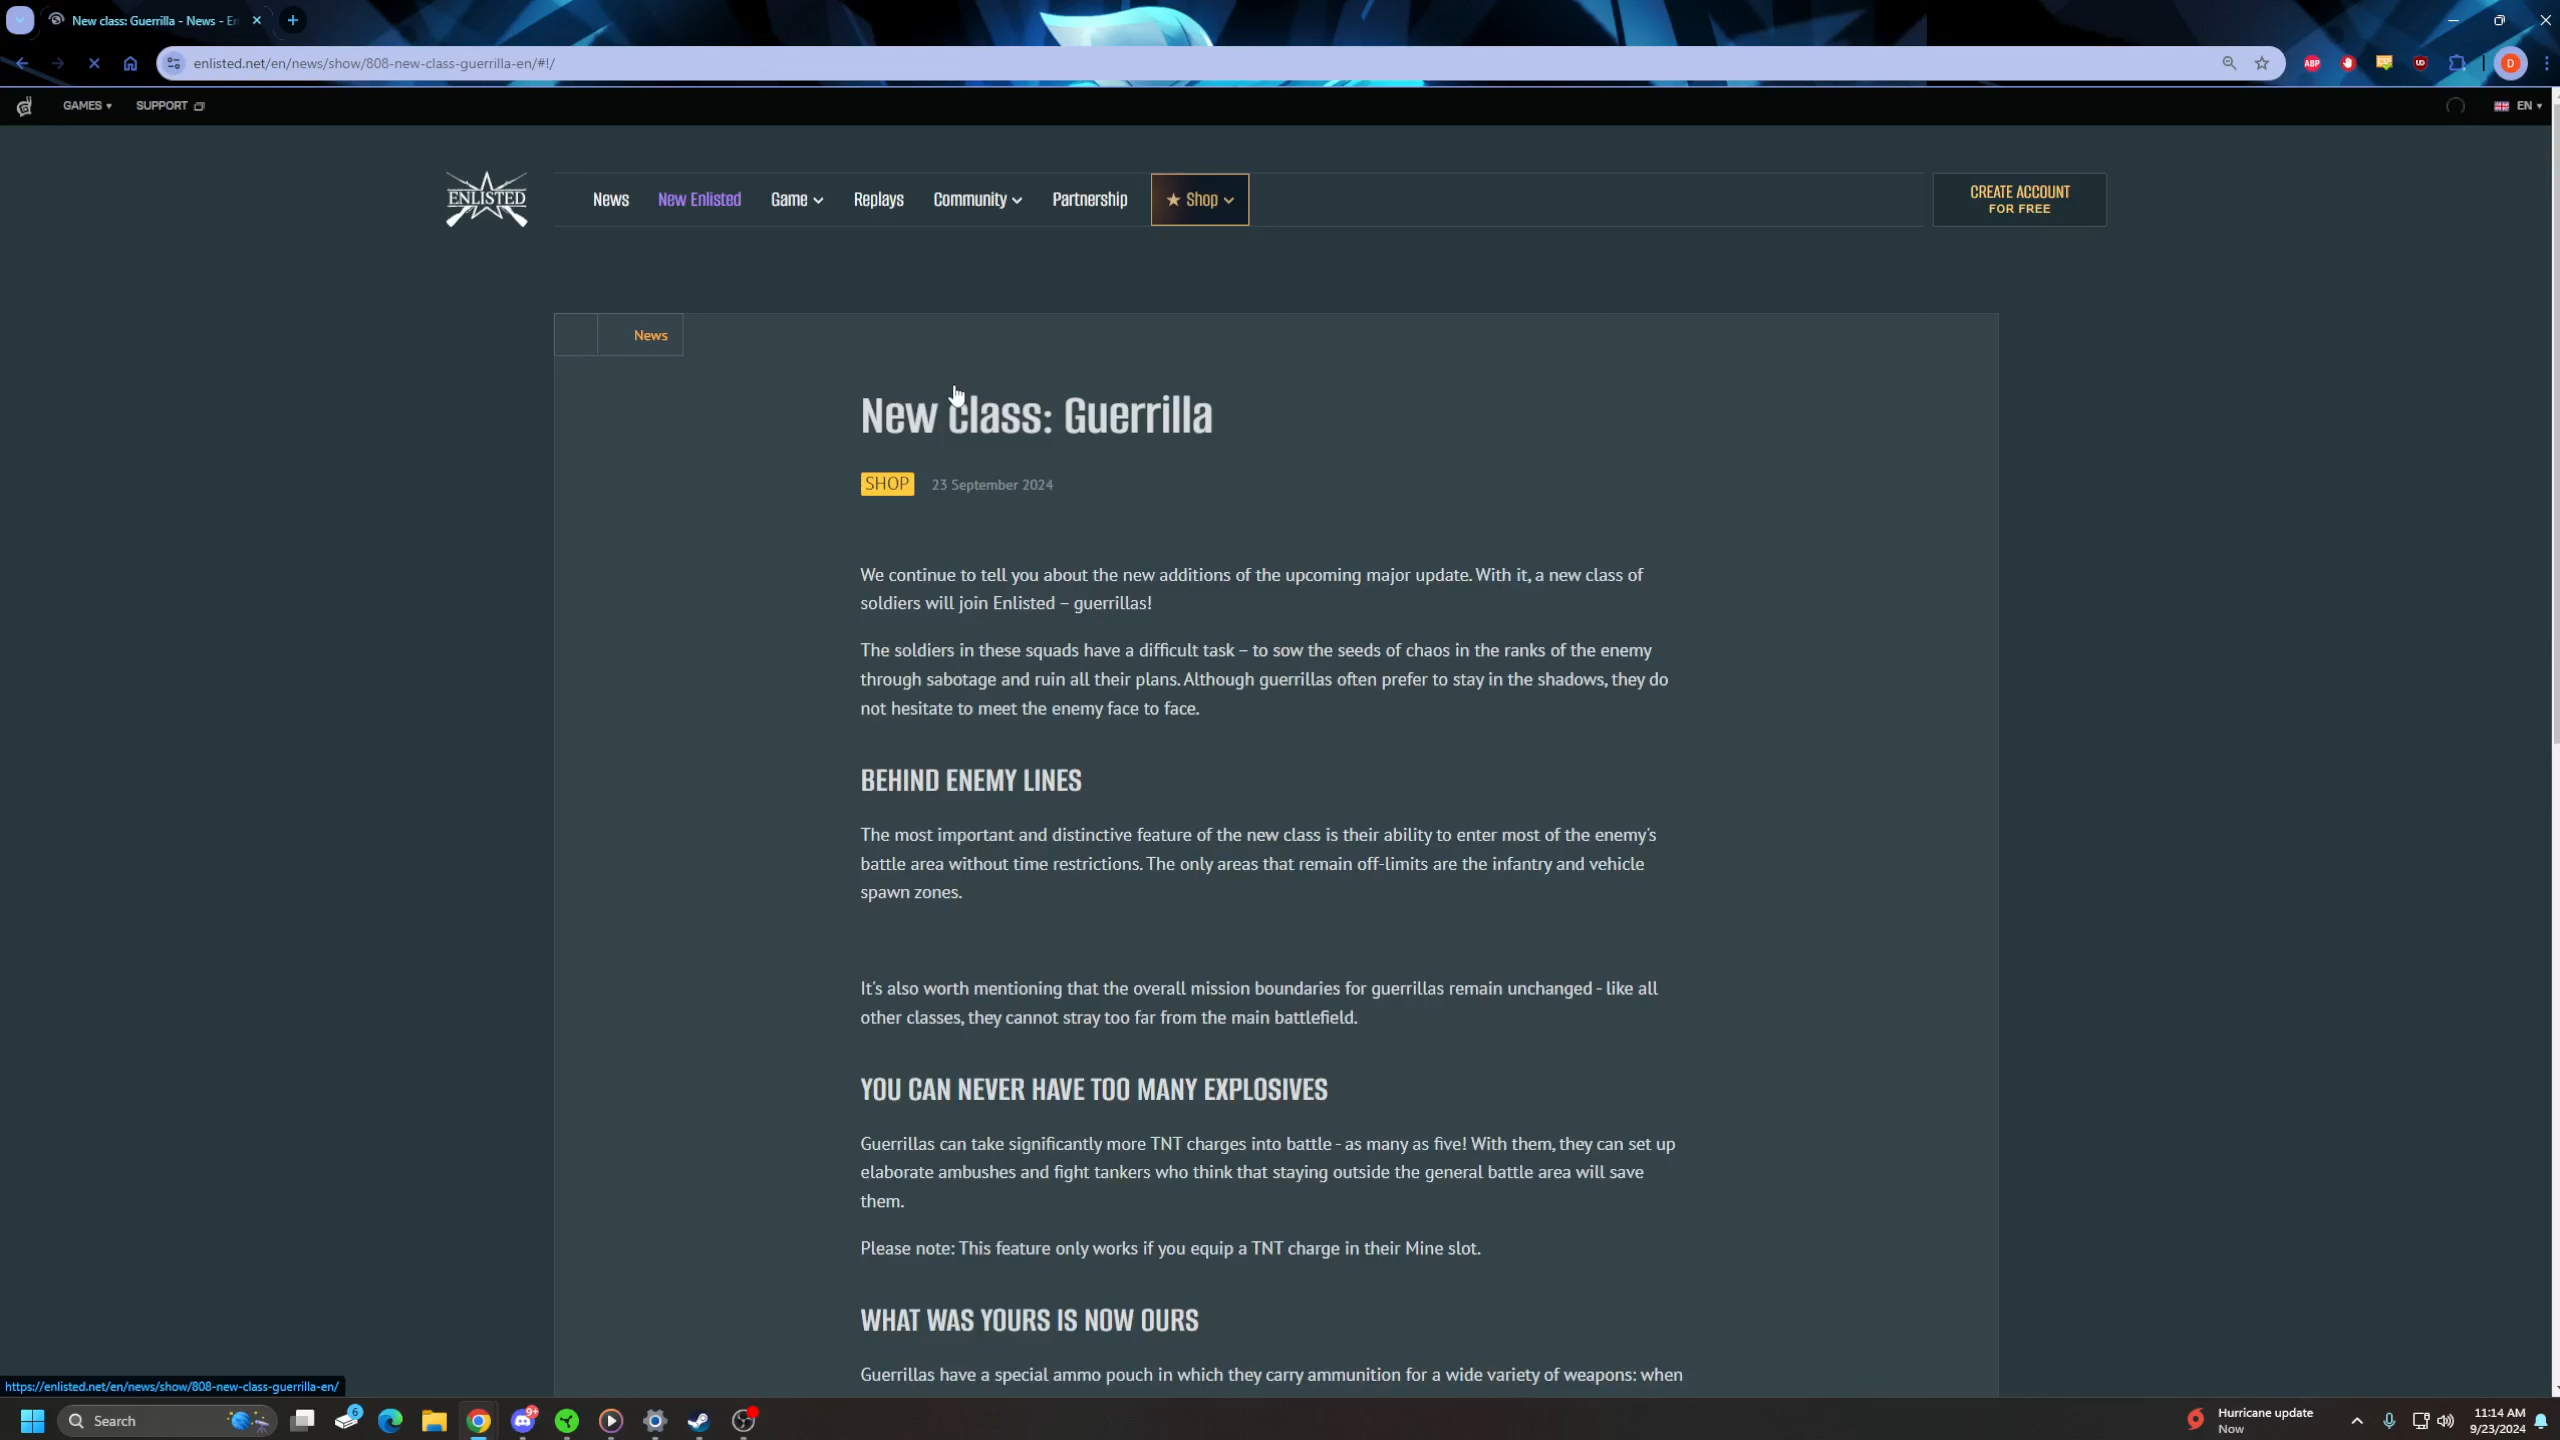 New class: Guerrilla - News - En
enlisted.net/en/news/show/808-new-class-guerrilla-en/#!/
ABP
D
GAMES
SUPPORT
EN
ENLISTED
News
New Enlisted
Game
Replays
Community
Partnership
★ Shop
CREATE ACCOUNT
FOR FREE
News
New class: Guerrilla
SHOP
23 September 2024
We continue to tell you about the new additions of the upcoming major update. With it, a new class of
soldiers will join Enlisted – guerrillas!
The soldiers in these squads have a difficult task – to sow the seeds of chaos in the ranks of the enemy
through sabotage and ruin all their plans. Although guerrillas often prefer to stay in the shadows, they do
not hesitate to meet the enemy face to face.
BEHIND ENEMY LINES
The most important and distinctive feature of the new class is their ability to enter most of the enemy's
battle area without time restrictions. The only areas that remain off-limits are the infantry and vehicle
spawn zones.
It's also worth mentioning that the overall mission boundaries for guerrillas remain unchanged - like all
other classes, they cannot stray too far from the main battlefield.
YOU CAN NEVER HAVE TOO MANY EXPLOSIVES
Guerrillas can take significantly more TNT charges into battle - as many as five! With them, they can set up
elaborate ambushes and fight tankers who think that staying outside the general battle area will save
them.
Please note: This feature only works if you equip a TNT charge in their Mine slot.
WHAT WAS YOURS IS NOW OURS
Guerrillas have a special ammo pouch in which they carry ammunition for a wide variety of weapons: when
https://enlisted.net/en/news/show/808-new-class-guerrilla-en/
Search
6
9+
Hurricane update
Now
11:14 AM
9/23/2024